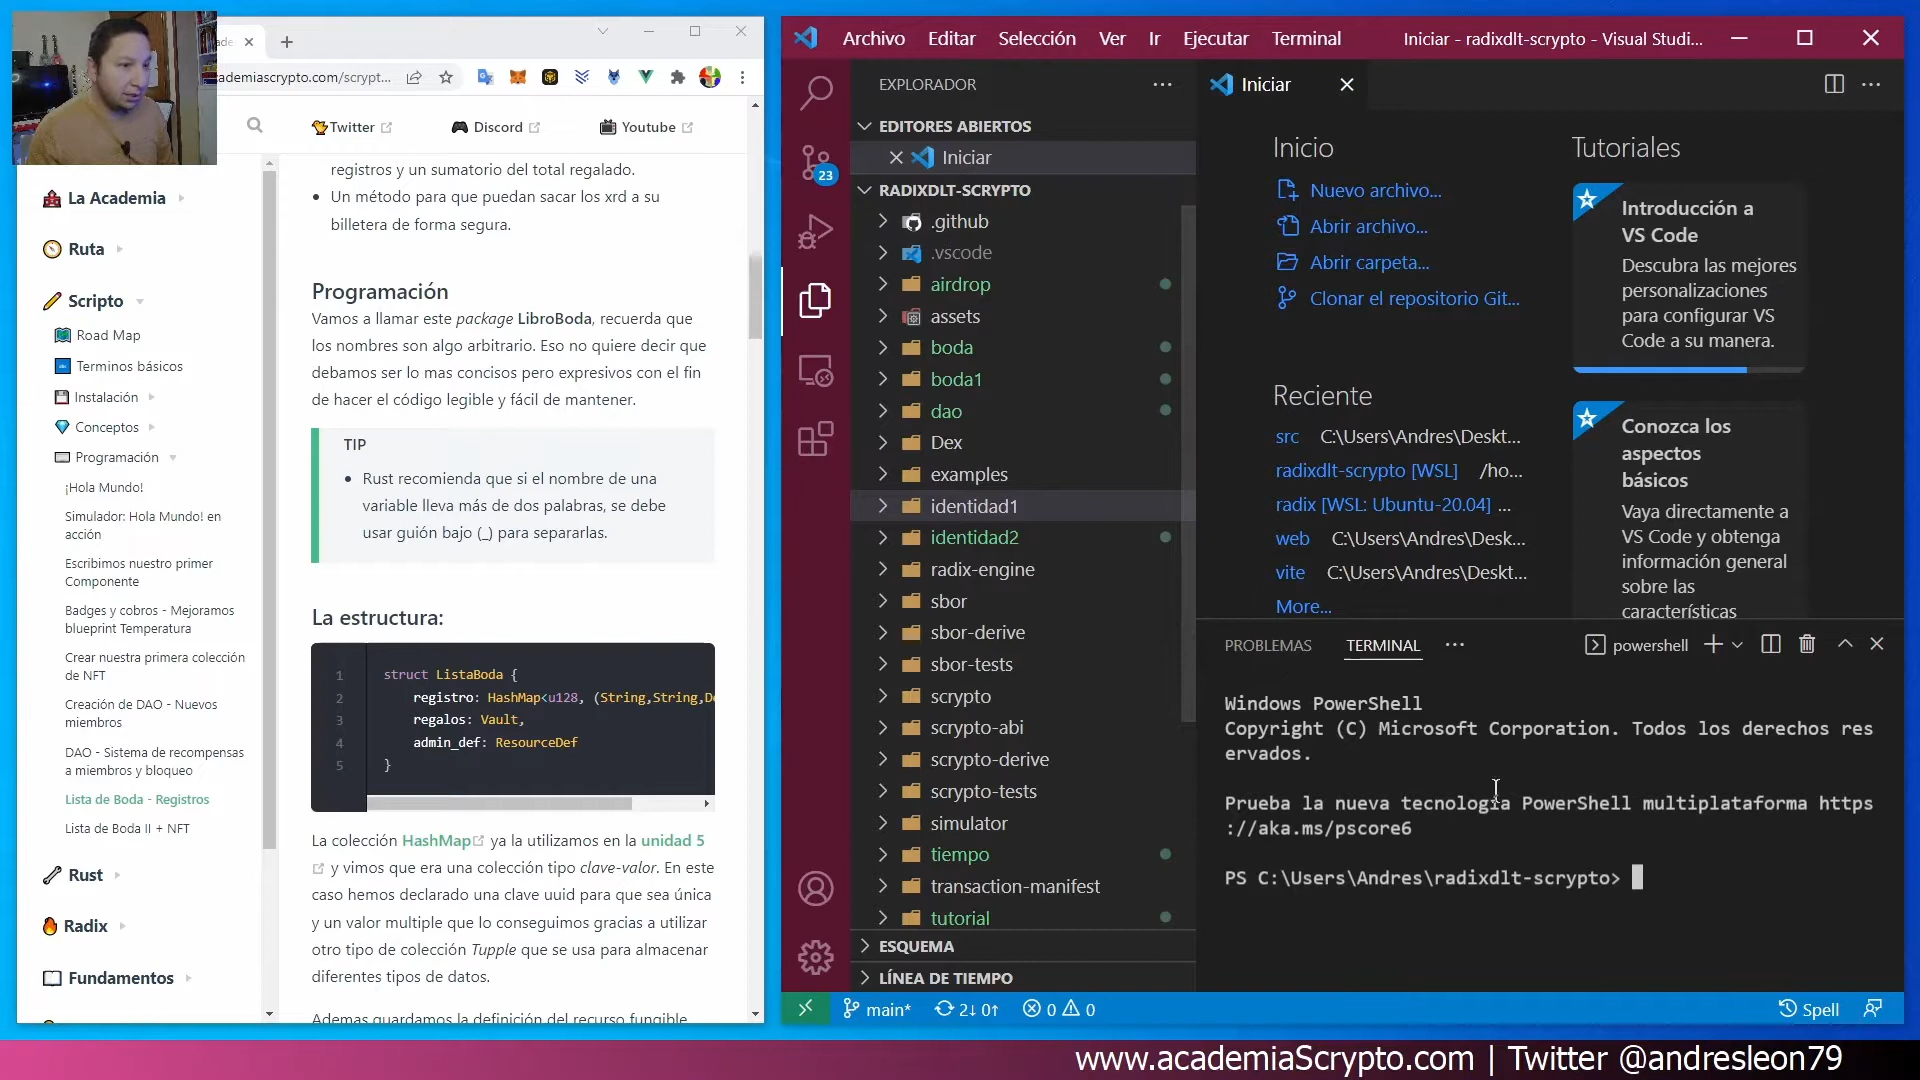 ade
ademiascrypto.com/scrypt...
Twitter
Discord
Youtube
La Academia
Ruta
Scripto
Road Map
Terminos básicos
Instalación
Conceptos
Programación
¡Hola Mundo!
Simulador: Hola Mundo! en
acción
Escribimos nuestro primer
Componente
Badges y cobros - Mejoramos
blueprint Temperatura
Crear nuestra primera colección
de NFT
Creación de DAO - Nuevos
miembros
DAO - Sistema de recompensas
a miembros y bloqueo
Lista de Boda - Registros
Lista de Boda II + NFT
Rust
Radix
Fundamentos
registros y un sumatorio del total regalado.
Un método para que puedan sacar los xrd a su
billetera de forma segura.
Programación
Vamos a llamar este package LibroBoda, recuerda que
los nombres son algo arbitrario. Eso no quiere decir que
debamos ser lo mas concisos pero expresivos con el fin
de hacer el código legible y fácil de mantener.
TIP
Rust recomienda que si el nombre de una
variable lleva más de dos palabras, se debe
usar guión bajo (_) para separarlas.
La estructura:
1 struct ListaBoda {
2 registro: HashMap<u128, (String,String,De
3 regalos: Vault,
4 admin_def: ResourceDef
5 }
La colección HashMap ya la utilizamos en la unidad 5
y vimos que era una colección tipo clave-valor. En este
caso hemos declarado una clave uuid para que sea única
y un valor multiple que lo conseguimos gracias a utilizar
otro tipo de colección Tupple que se usa para almacenar
diferentes tipos de datos.
Ademas guardamos la definición del recurso fungible
Archivo Editar Selección Ver Ir Ejecutar Terminal
Iniciar - radixdlt-scrypto - Visual Studi...
23
EXPLORADOR
EDITORES ABIERTOS
Iniciar
RADIXDLT-SCRYPTO
.github
.vscode
airdrop
assets
boda
boda1
dao
Dex
examples
identidad1
identidad2
radix-engine
sbor
sbor-derive
sbor-tests
scrypto
scrypto-abi
scrypto-derive
scrypto-tests
simulator
tiempo
transaction-manifest
tutorial
ESQUEMA
LÍNEA DE TIEMPO
Iniciar
Inicio
Nuevo archivo...
Abrir archivo...
Abrir carpeta...
Clonar el repositorio Git...
Reciente
src C:\Users\Andres\Deskt...
radixdlt-scrypto [WSL] /ho...
radix [WSL: Ubuntu-20.04] ...
web C:\Users\Andres\Desk...
vite C:\Users\Andres\Deskt...
More...
Tutoriales
Introducción a
VS Code
Descubra las mejores
personalizaciones
para configurar VS
Code a su manera.
Conozca los
aspectos
básicos
Vaya directamente a
VS Code y obtenga
información general
sobre las
características
PROBLEMAS TERMINAL ... powershell
Windows PowerShell
Copyright (C) Microsoft Corporation. Todos los derechos res
ervados.
Prueba la nueva tecnología PowerShell multiplataforma https
://aka.ms/pscore6
PS C:\Users\Andres\radixdlt-scrypto>
main* 2↓ 0↑ 0 0 Spell
www.academiaScrypto.com | Twitter @andresleon79